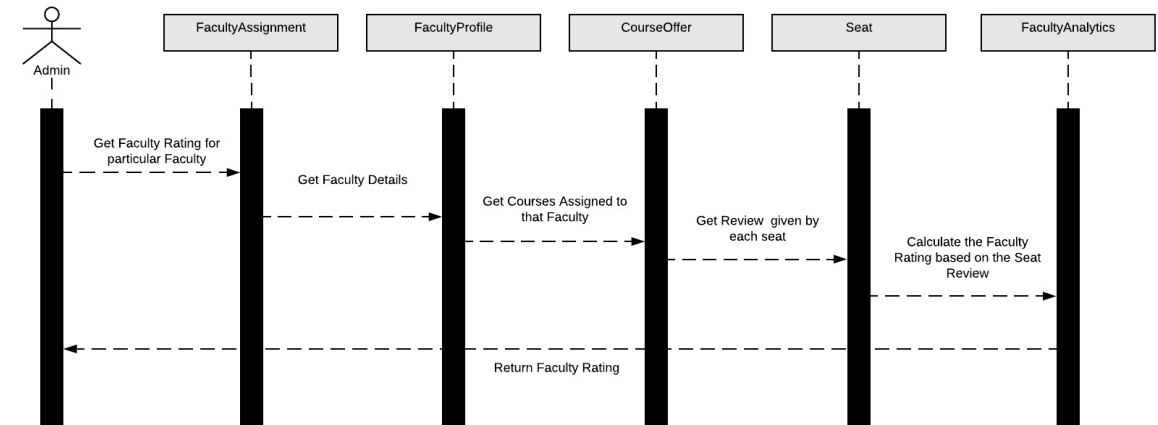 FacultyAssignment
FacultyProfile
CourseOffer
Seat
FacultyAnalytics
Admin
Get Faculty Rating for
particular Faculty
Get Faculty Details
Get Courses Assigned to
that Faculty
Get Review  given by
each seat
Calculate the Faculty
Rating based on the Seat
Review
Return Faculty Rating